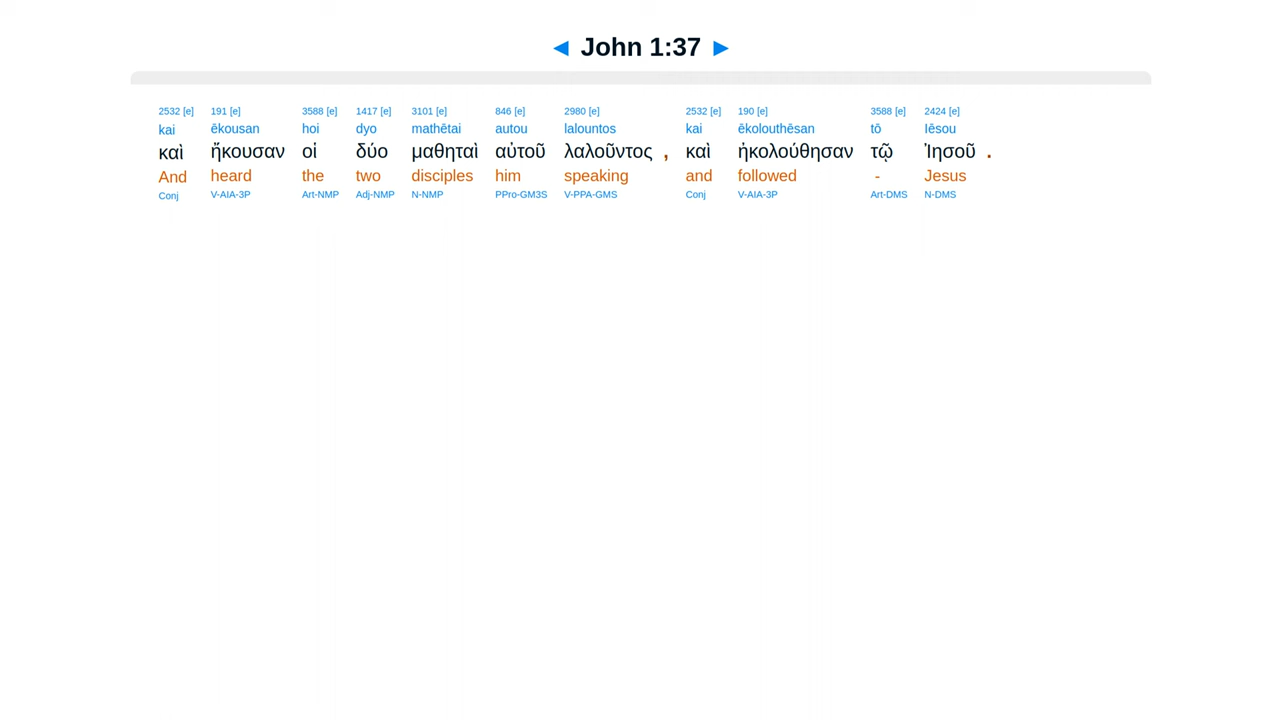 ◄ John 1:37 ►
2532 [e] 191 [e] 3588 [e] 1417 [e] 3101 [e] 846 [e] 2980 [e] 2532 [e] 190 [e] 3588 [e] 2424 [e]
kai ēkousan hoi dyo mathētai autou lalountos kai ēkolouthēsan tō Iēsou
καὶ ἤκουσαν οἱ δύο μαθηταὶ αὐτοῦ λαλοῦντος , καὶ ἠκολούθησαν τῷ Ἰησοῦ .
And heard the two disciples him speaking and followed - Jesus
Conj V-AIA-3P Art-NMP Adj-NMP N-NMP PPro-GM3S V-PPA-GMS Conj V-AIA-3P Art-DMS N-DMS